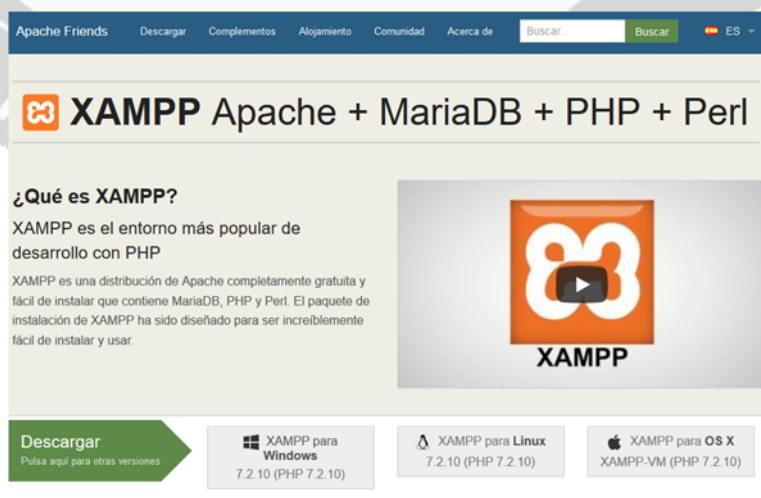 Apache Friends Descargar Complementos Alojamiento Comunidad Acerca de Buscar.. Buscar ES
XAMPP Apache + MariaDB + PHP + Perl
¿Qué es XAMPP?
XAMPP es el entorno más popular de
desarrollo con PHP
XAMPP es una distribución de Apache completamente gratuita y
fácil de instalar que contiene MariaDB, PHP y Perl. El paquete de
instalación de XAMPP ha sido diseñado para ser increíblemente
fácil de instalar y usar.
XAMPP
Descargar
Pulsa aquí para otras versiones
XAMPP para
Windows
7.2.10 (PHP 7.2.10)
XAMPP para Linux
7.2.10 (PHP 7.2.10)
XAMPP para OS X
XAMPP-VM (PHP 7.2.10)